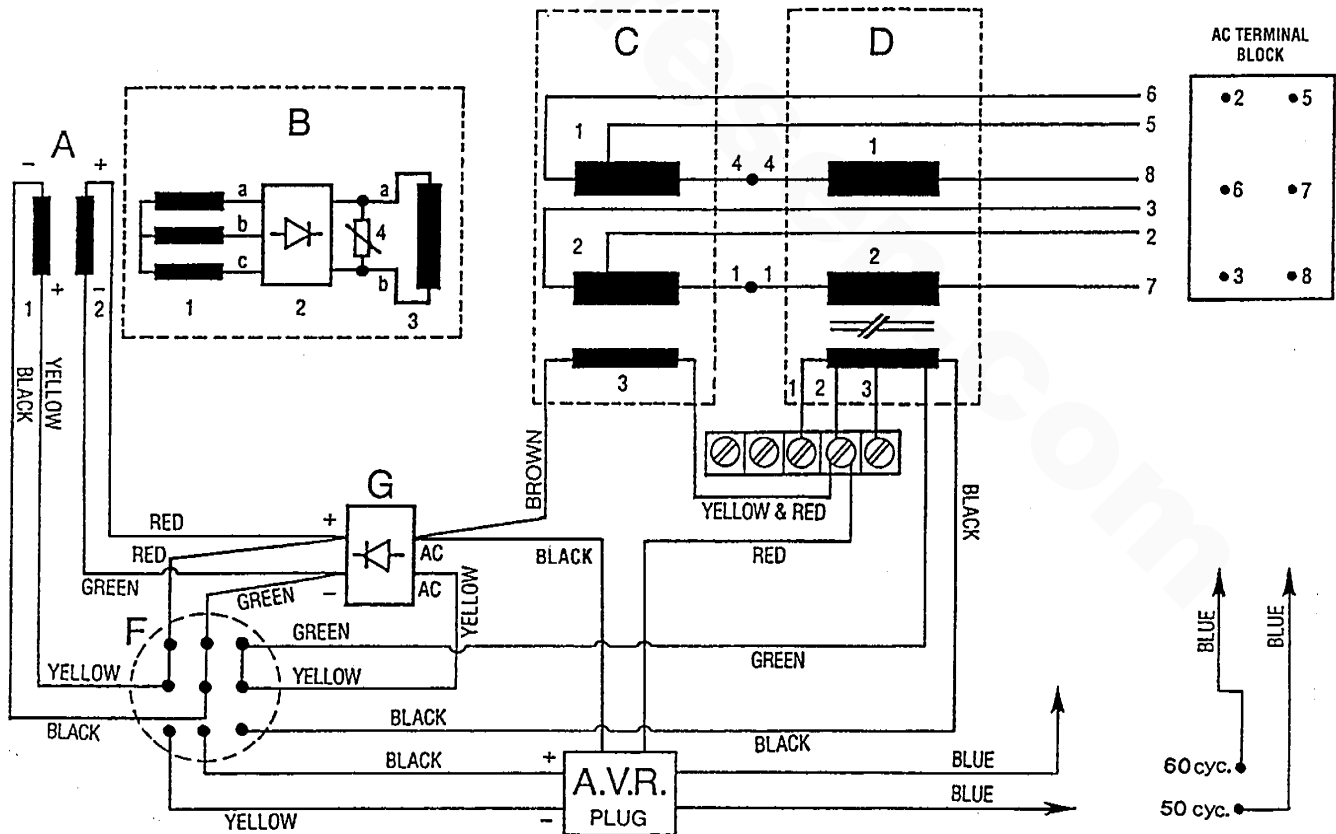 C
D
AC TERMINAL
BLOCK
A
B
- +
1
1
6
5
2 5
a
b
c
a
4
b
4 4
8
3
6 7
2
2
1 1
2
7
3 8
+ -
1 2
1 2 3
3
1 2 3
BLACK
YELLOW
BROWN
G
YELLOW & RED
BLACK
RED
+
AC
BLACK
RED
RED
GREEN
GREEN
-
AC
YELLOW
BLUE
BLUE
F
GREEN
GREEN
YELLOW
YELLOW
BLACK
BLACK
BLACK
BLACK
+
A.V.R.
PLUG
-
BLUE
BLUE
YELLOW
60 cyc.
50 cyc.